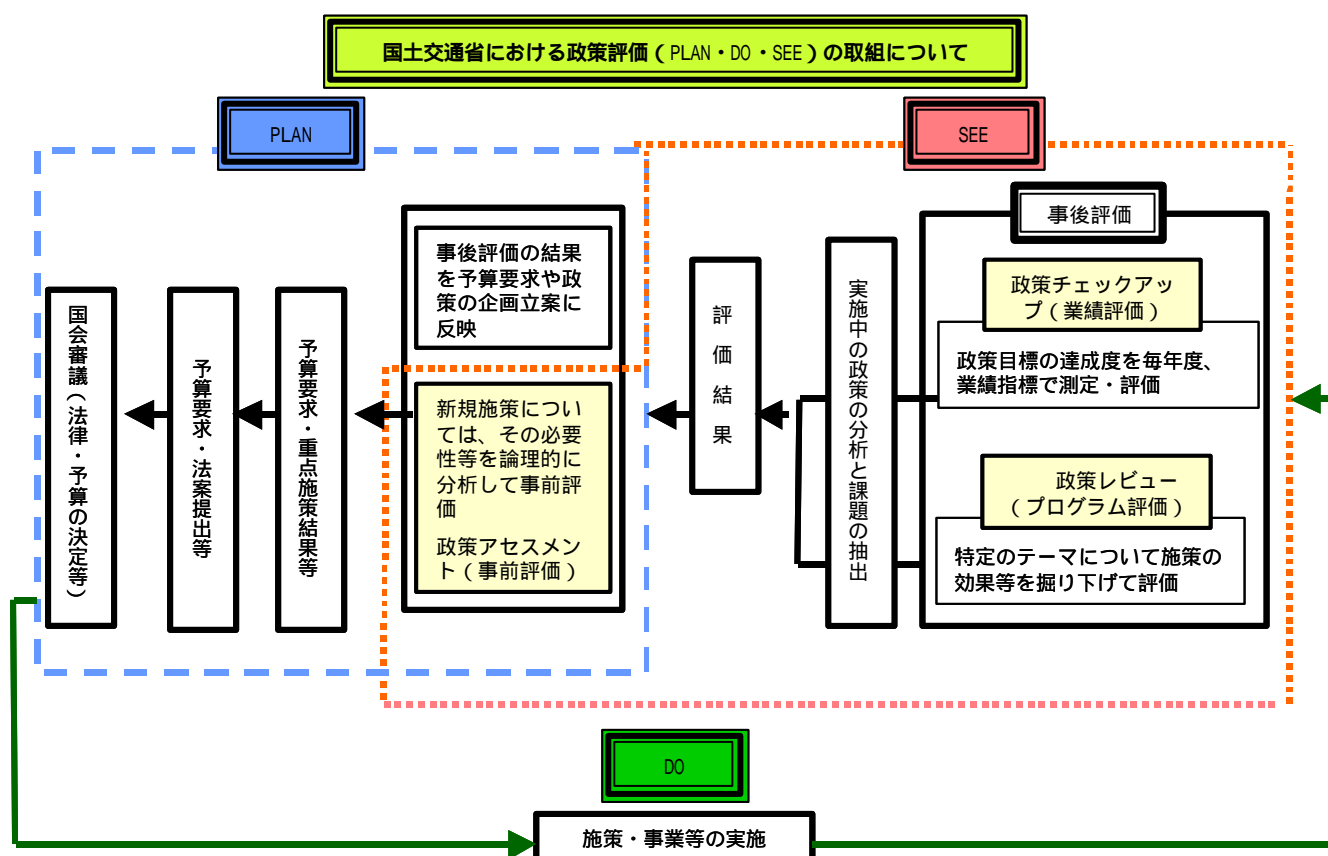 国土交通省における政策評価(PLAN・DO・SEE)の取組について
PLAN
SEE
事後評価
政策チェックアッ
プ(業績評価)
政策目標の達成度を毎年度、
業績指標で測定・評価
政策レビュー
(プログラム評価)
特定のテーマについて施策の
効果等を掘り下げて評価
実施中の政策の分析と課題の抽出
評価結果
事後評価の結果
を予算要求や政
策の企画立案に
反映
新規施策につい
ては、その必要
性等を論理的に
分析して事前評
価
政策アセスメン
ト(事前評価)
予算要求・重点施策結果等
予算要求・法案提出等
国会審議(法律・予算の決定等)
DO
施策・事業等の実施